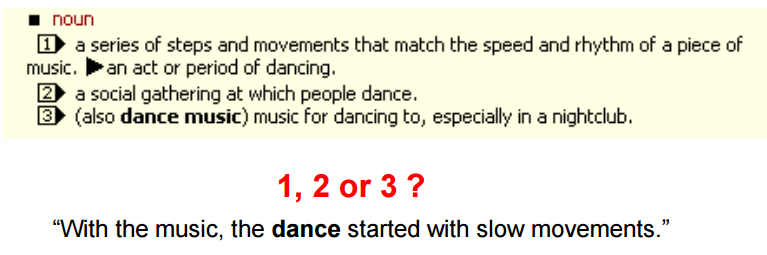 ■ noun
1 a series of steps and movements that match the speed and rhythm of a piece of
music. ▶an act or period of dancing.
2 a social gathering at which people dance.
3 (also dance music) music for dancing to, especially in a nightclub.
1, 2 or 3 ?
“With the music, the dance started with slow movements.”